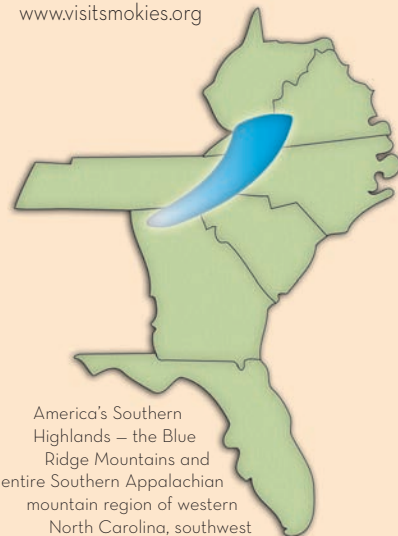 www.visitsmokies.org
America's Southern
Highlands – the Blue
Ridge Mountains and
entire Southern Appalachian
mountain region of western
North Carolina, southwest